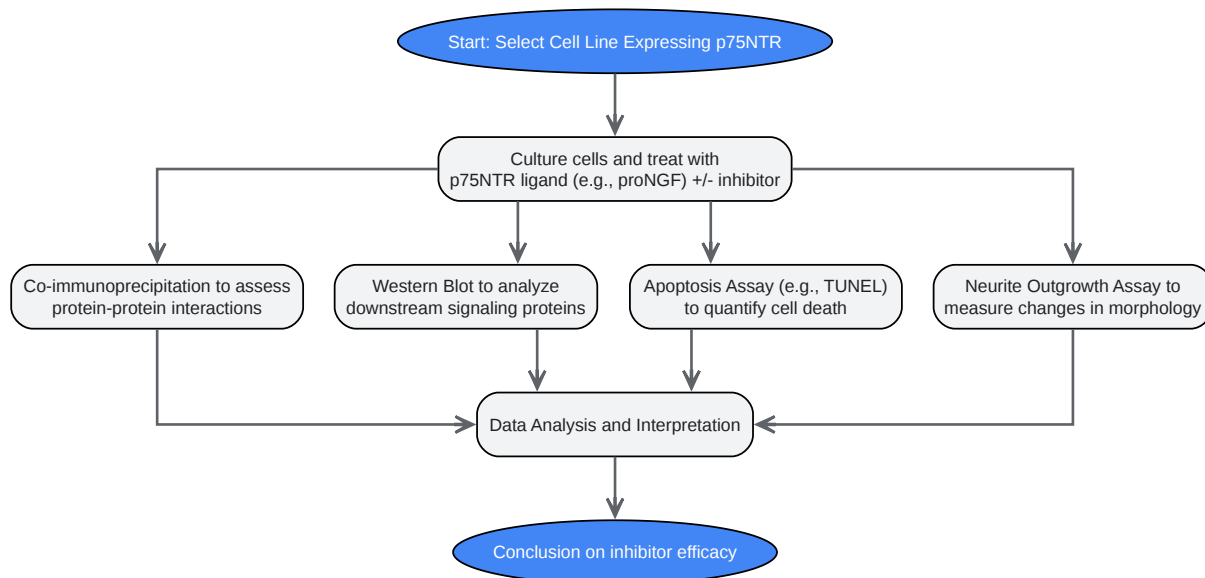 Start: Select Cell Line Expressing p75NTR
Culture cells and treat with
p75NTR ligand (e.g., proNGF) +/- inhibitor
Co-immunoprecipitation to assess
protein-protein interactions
Western Blot to analyze
downstream signaling proteins
Apoptosis Assay (e.g., TUNEL)
to quantify cell death
Neurite Outgrowth Assay to
measure changes in morphology
Data Analysis and Interpretation
Conclusion on inhibitor efficacy